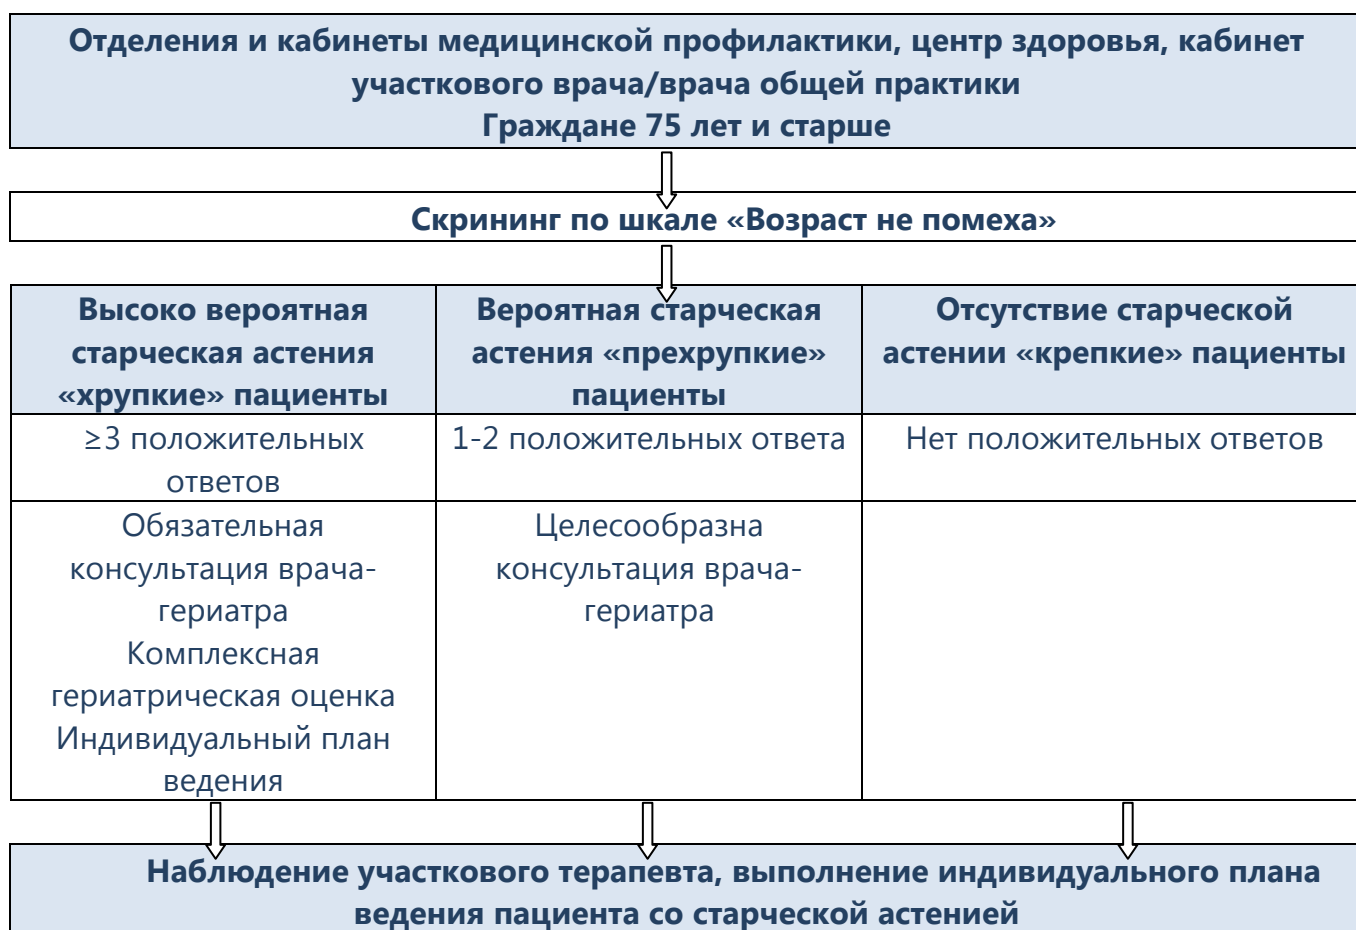 Отделения и кабинеты медицинской профилактики, центр здоровья, кабинет
участкового врача/врача общей практики
Граждане 75 лет и старше
Скрининг по шкале «Возраст не помеха»
Высоко вероятная
старческая астения
«хрупкие» пациенты
Вероятная старческая
астения «прехрупкие»
пациенты
Отсутствие старческой
астении «крепкие» пациенты
≥3 положительных
ответов
1-2 положительных ответа
Нет положительных ответов
Обязательная
консультация врача-
гериатра
Комплексная
гериатрическая оценка
Индивидуальный план
ведения
Целесообразна
консультация врача-
гериатра
Наблюдение участкового терапевта, выполнение индивидуального плана
ведения пациента со старческой астенией